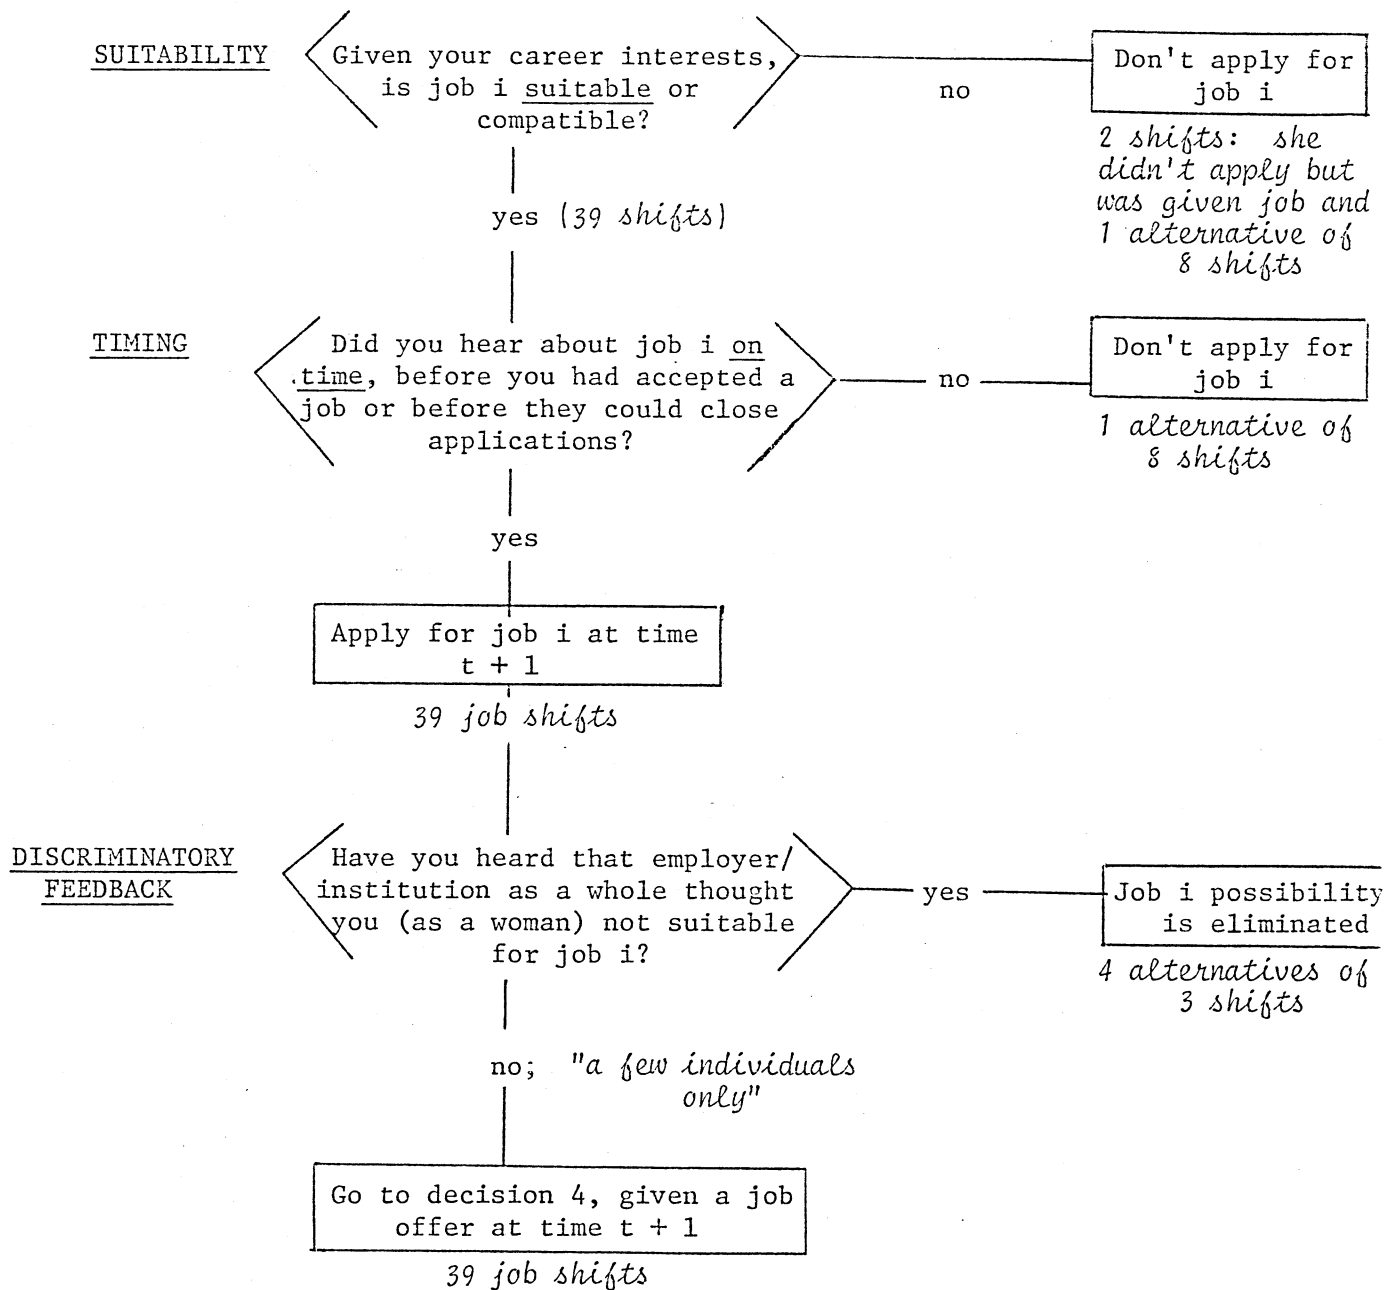 SUITABILITY
Given your career interests,
is job i suitable or
compatible?
no
Don't apply for
job i
2 shifts: she
didn't apply but
was given job and
1 alternative of
8 shifts
yes (39 shifts)
TIMING
Did you hear about job i on
time, before you had accepted a
job or before they could close
applications?
no
Don't apply for
job i
1 alternative of
8 shifts
yes
Apply for job i at time
t + 1
39 job shifts
DISCRIMINATORY
FEEDBACK
Have you heard that employer/
institution as a whole thought
you (as a woman) not suitable
for job i?
yes
Job i possibility
is eliminated
4 alternatives of
3 shifts
no; "a few individuals
only"
Go to decision 4, given a job
offer at time t + 1
39 job shifts